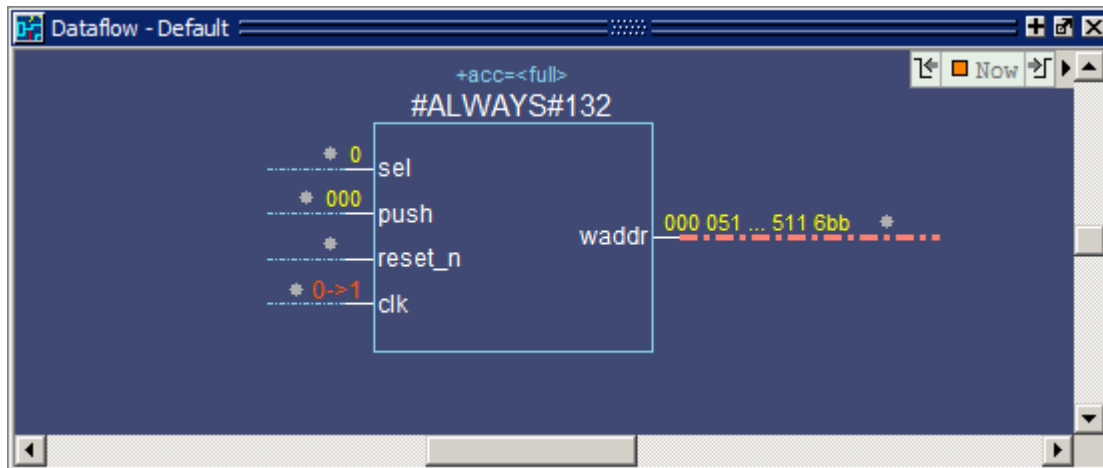 Dataflow - Default
Now
+acc=<full>
#ALWAYS#132
0
sel
000
push
reset_n
0->1
clk
waddr
000 051 ... 511 6bb